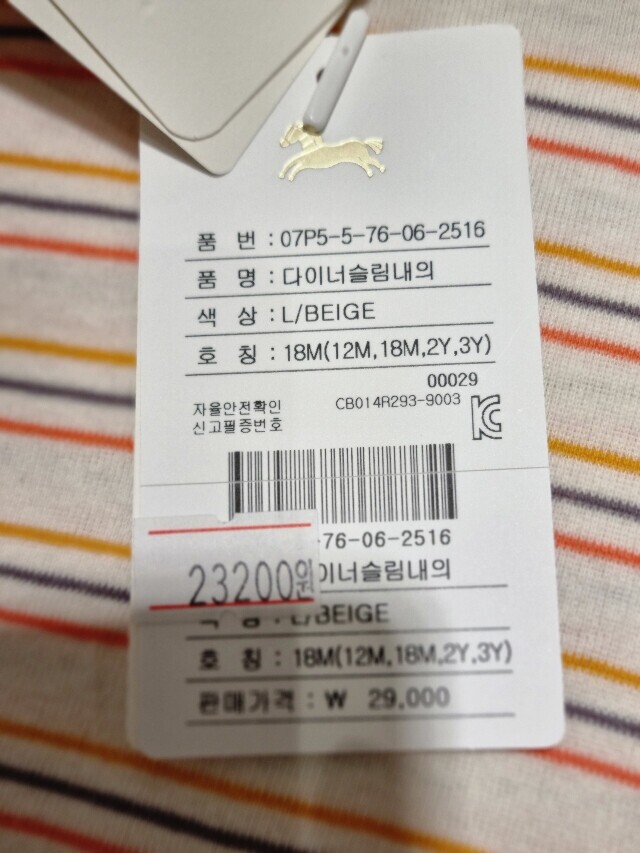 품 번 : 07P5-5-76-06-2516
품 명 : 다이너슬림내의
색 상 : L/BEIGE
호 칭 : 18M(12M,18M,2Y,3Y)
00029
자율안전확인 CB014R293-9003
신고필증번호
-76-06-2516
23200원 이너슬림내의
L/BEIGE
호 칭 : 18M(12M,18M,2Y,3Y)
판매가격 : ₩ 29,000